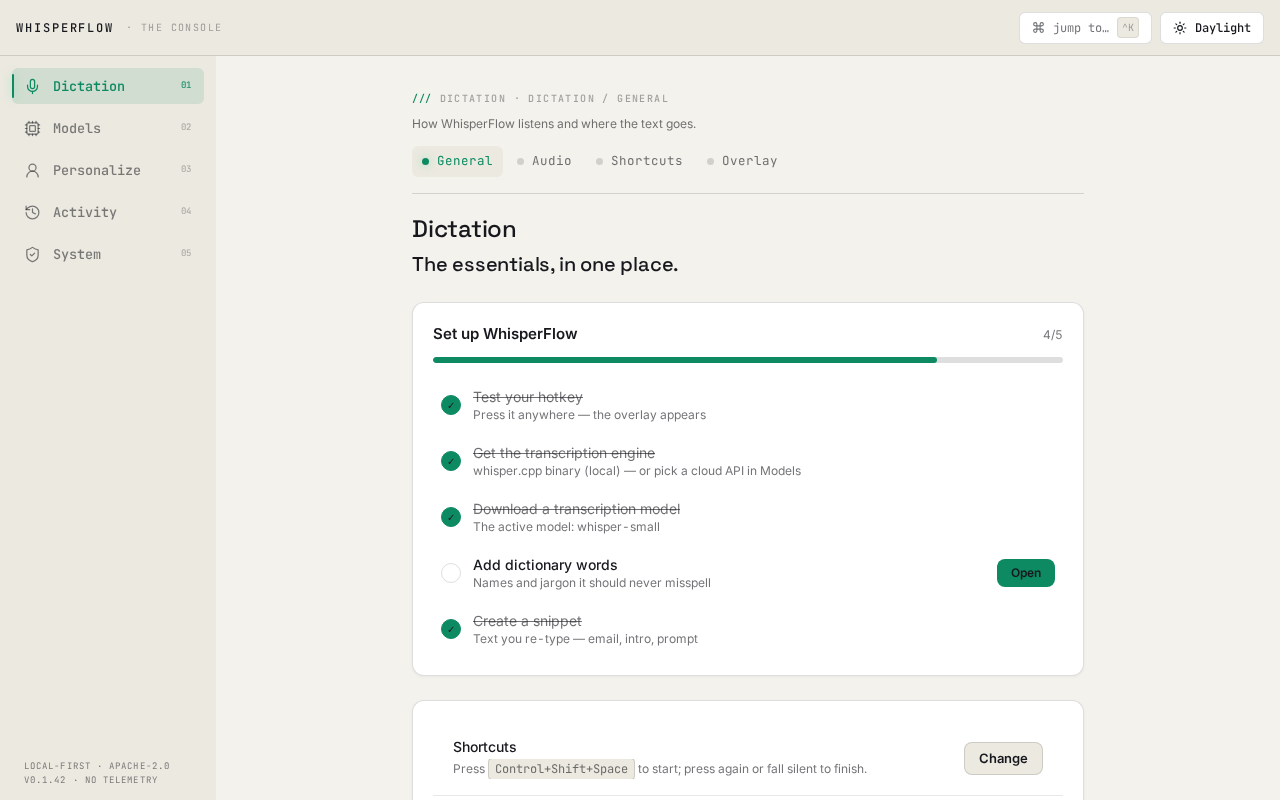 WHISPERFLOW · THE CONSOLE
⌘ jump to… ^K
Daylight
Dictation 01
Models 02
Personalize 03
Activity 04
System 05
LOCAL-FIRST · APACHE-2.0
V0.1.42 · NO TELEMETRY
/// DICTATION · DICTATION / GENERAL
How WhisperFlow listens and where the text goes.
General Audio Shortcuts Overlay
Dictation
The essentials, in one place.
Set up WhisperFlow 4/5
Test your hotkey
Press it anywhere — the overlay appears
Get the transcription engine
whisper.cpp binary (local) — or pick a cloud API in Models
Download a transcription model
The active model: whisper-small
Add dictionary words
Names and jargon it should never misspell
Open
Create a snippet
Text you re-type — email, intro, prompt
Shortcuts
Press Control+Shift+Space to start; press again or fall silent to finish.
Change